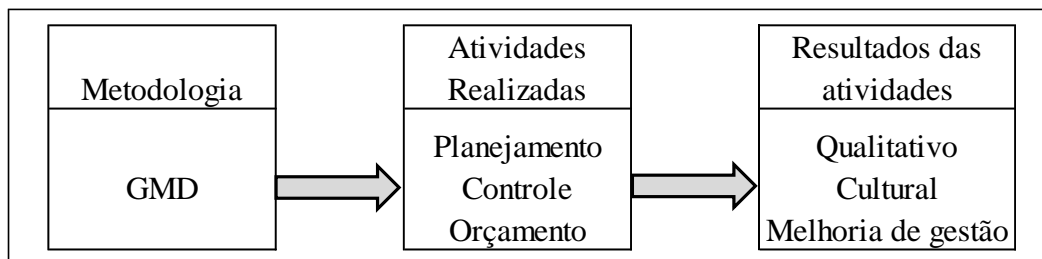 Metodologia
GMD
Atividades
Realizadas
Planejamento
Controle
Orçamento
Resultados das
atividades
Qualitativo
Cultural
Melhoria de gestão